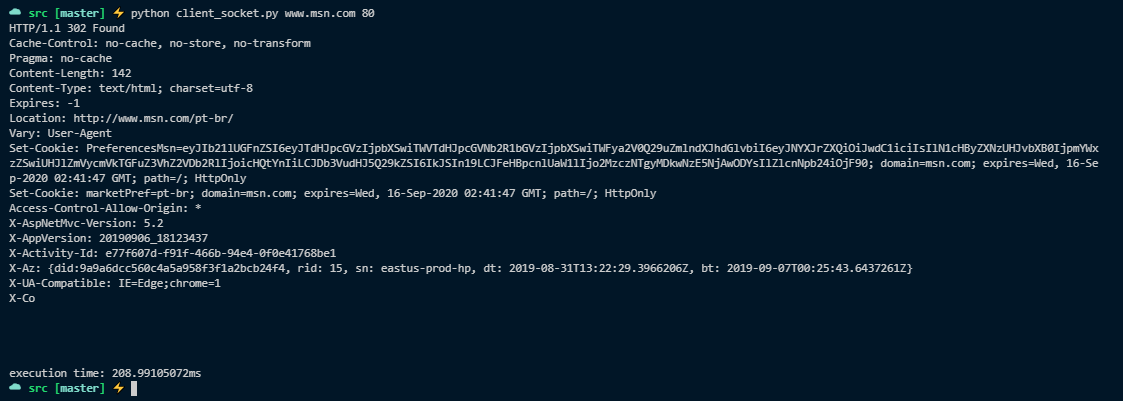 src [master] ⚡ python client_socket.py www.msn.com 80
HTTP/1.1 302 Found
Cache-Control: no-cache, no-store, no-transform
Pragma: no-cache
Content-Length: 142
Content-Type: text/html; charset=utf-8
Expires: -1
Location: http://www.msn.com/pt-br/
Vary: User-Agent
Set-Cookie: PreferencesMsn=eyJIb21lUGFnZSI6eyJTdHJpcGVzIjpbXSwiTWVTdHJpcGVNb2R1bGVzIjpbXSwiTWFya2V0Q29uZmlndXJhdGlvbiI6eyJNYXJrZXQiOiJwdC1iciIsIlN1cHByZXNzUHJvbXB0IjpmYWx
zZSwiUHJlZmVycmVkTGFuZ3VhZ2VDb2RlIjoicHQtYnIiLCJDb3VudHJ5Q29kZSI6IkJSIn19LCJFeHBpcnlUaW1lIjo2MzczNTgyMDkwNzE5NjAwODYsIlZlcnNpb24iOjF90; domain=msn.com; expires=Wed, 16-Se
p-2020 02:41:47 GMT; path=/; HttpOnly
Set-Cookie: marketPref=pt-br; domain=msn.com; expires=Wed, 16-Sep-2020 02:41:47 GMT; path=/; HttpOnly
Access-Control-Allow-Origin: *
X-AspNetMvc-Version: 5.2
X-AppVersion: 20190906_18123437
X-Activity-Id: e77f607d-f91f-466b-94e4-0f0e41768be1
X-Az: {did:9a9a6dcc560c4a5a958f3f1a2bcb24f4, rid: 15, sn: eastus-prod-hp, dt: 2019-08-31T13:22:29.3966206Z, bt: 2019-09-07T00:25:43.6437261Z}
X-UA-Compatible: IE=Edge;chrome=1
X-Co
execution time: 208.99105072ms
src [master] ⚡